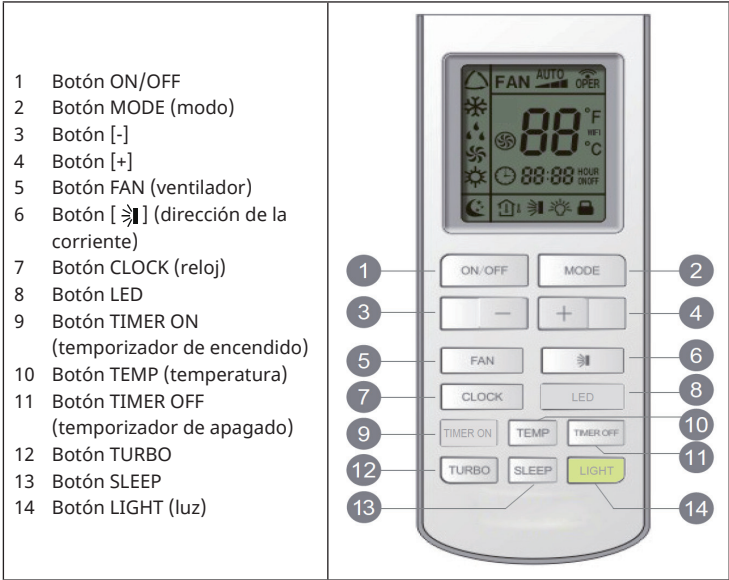 1 Botón ON/OFF
2 Botón MODE (modo)
3 Botón [-]
4 Botón [+]
5 Botón FAN (ventilador)
6 Botón [ ] (dirección de la
corriente)
7 Botón CLOCK (reloj)
8 Botón LED
9 Botón TIMER ON
(temporizador de encendido)
10 Botón TEMP (temperatura)
11 Botón TIMER OFF
(temporizador de apagado)
12 Botón TURBO
13 Botón SLEEP
14 Botón LIGHT (luz)
FAN AUTO OPER
88 °F
WIFI
°C
88:88 HOUR
ON OFF
1 ON/OFF MODE 2
3 − + 4
5 FAN 6
7 CLOCK LED 8
9 TIMER ON TEMP TIMER OFF 10
11
12 TURBO SLEEP LIGHT
13 14